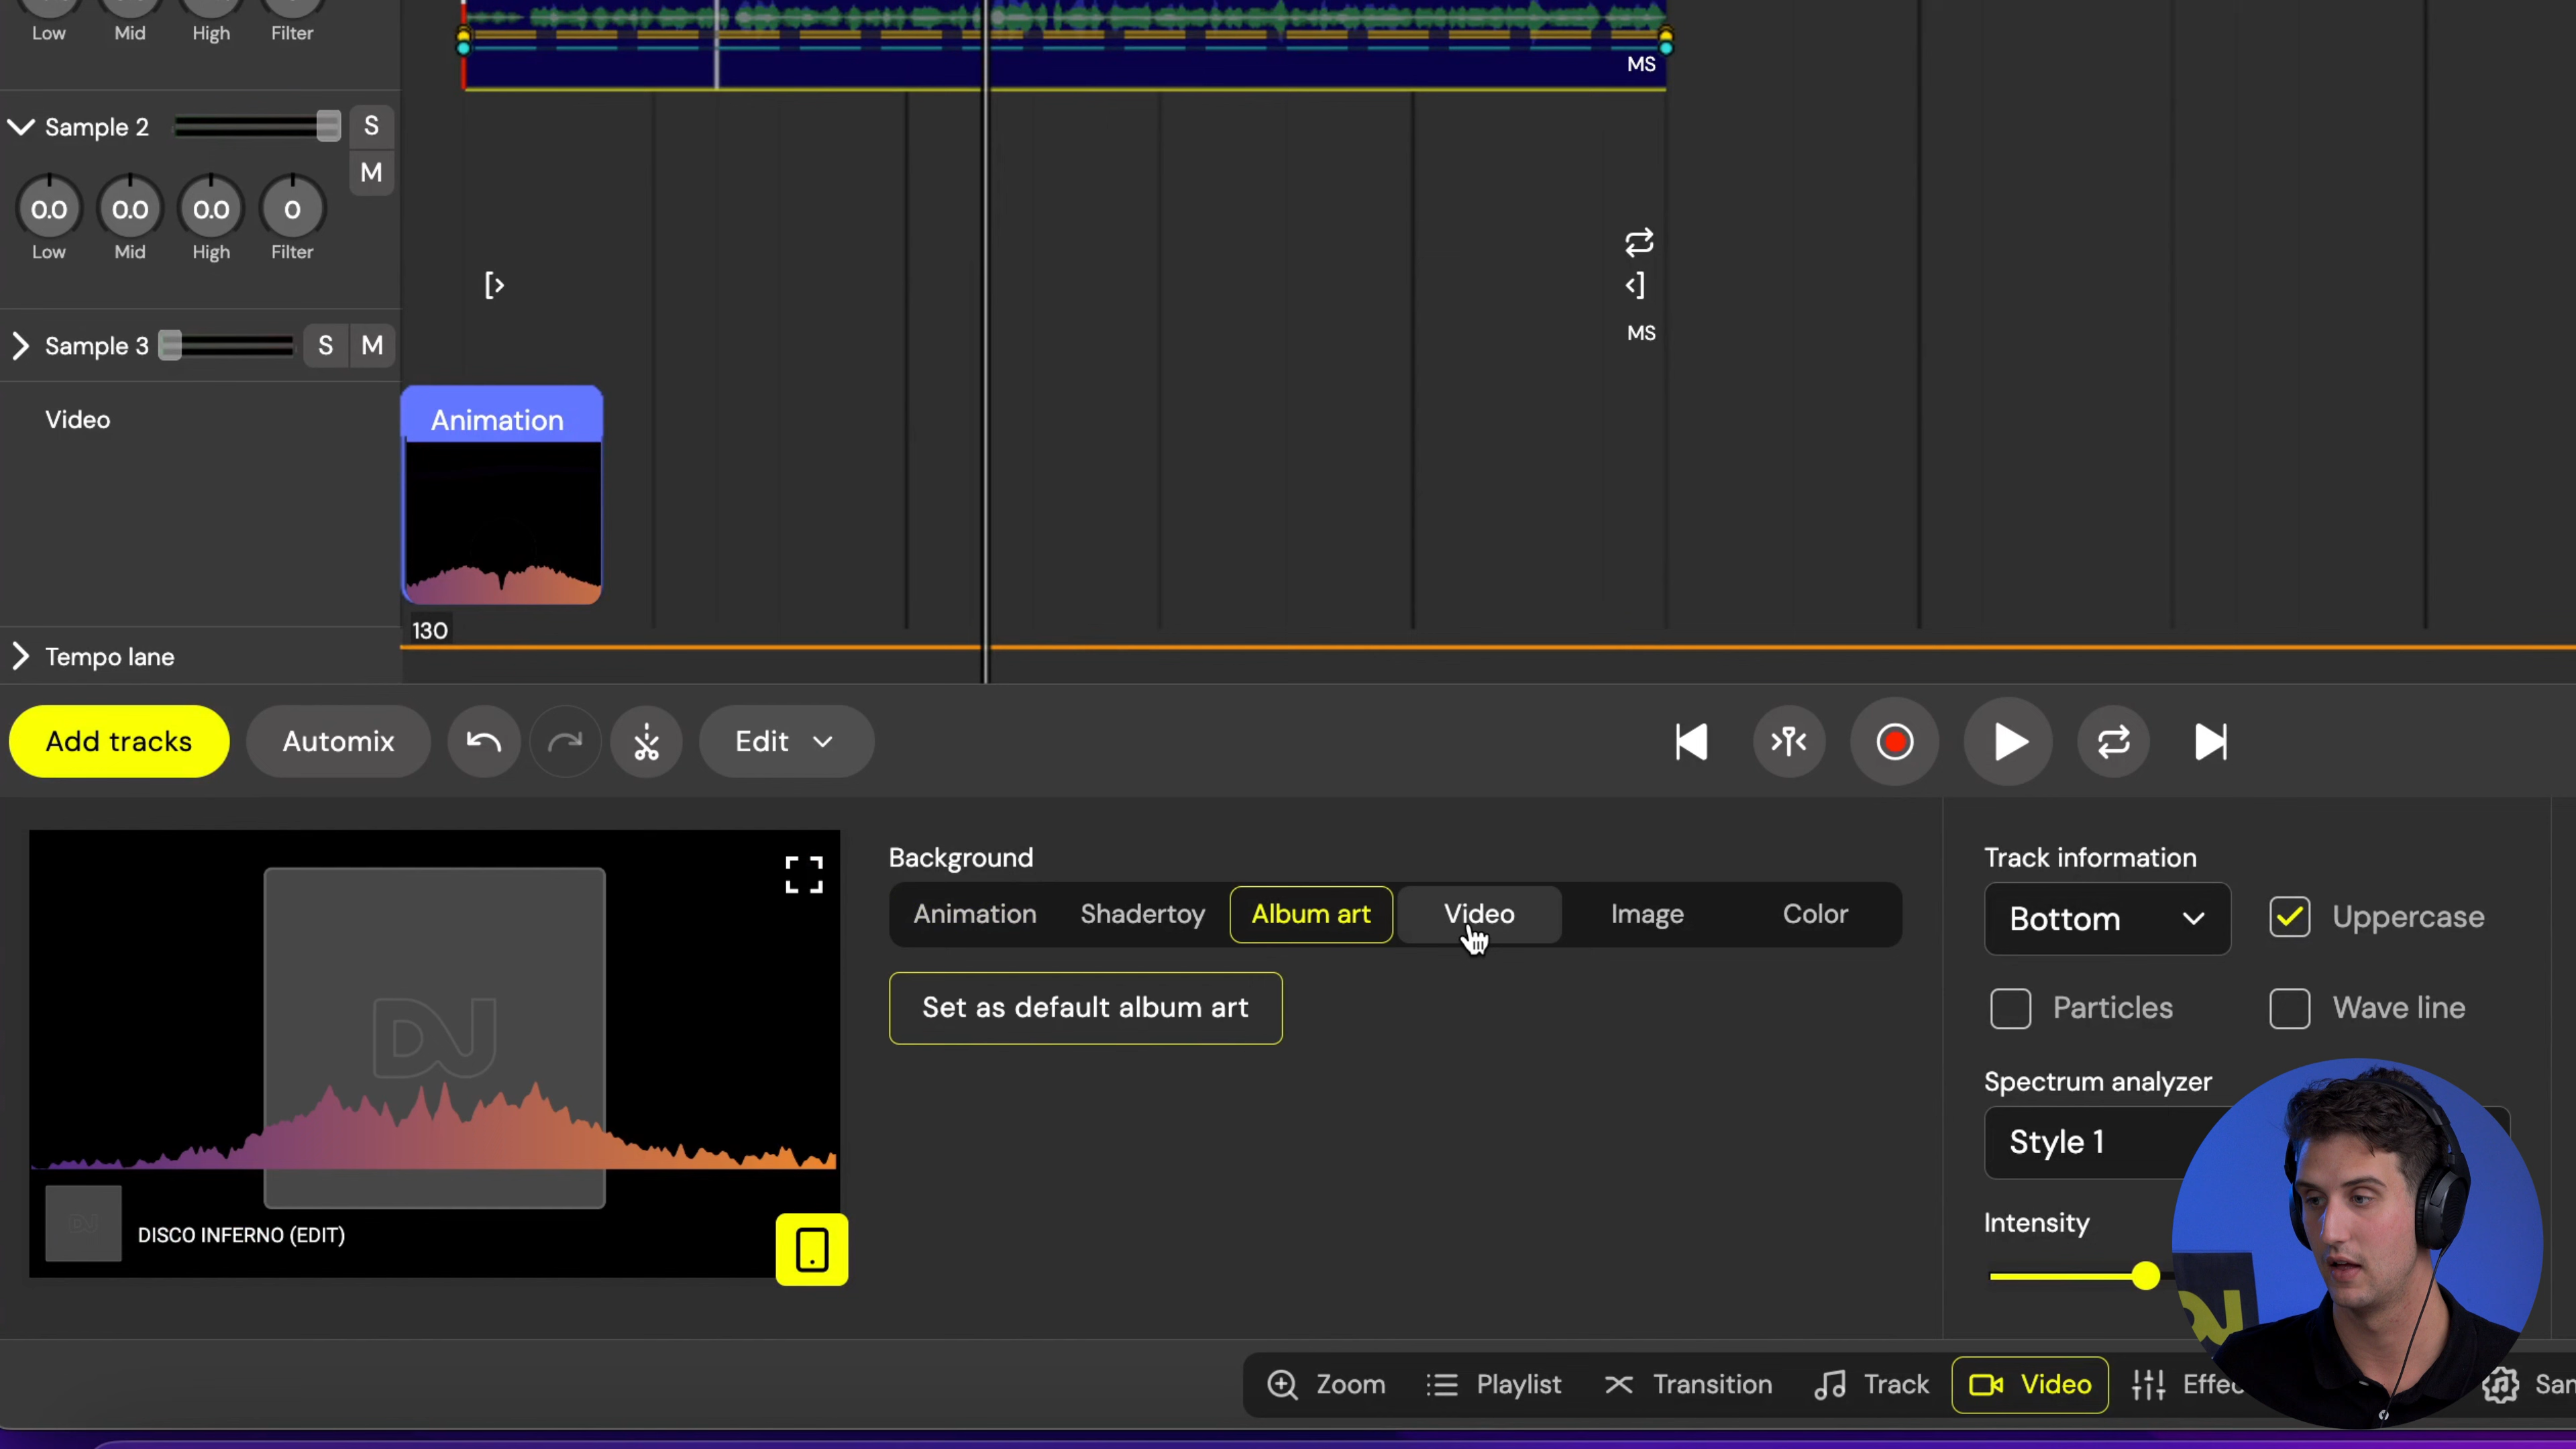 Low Mid High Filter
MS
Sample 2 S
M
0.0 0.0 0.0 0
Low Mid High Filter
MS
Sample 3 S M
Video
Animation
130
Tempo lane
Add tracks Automix Edit
Background
Animation Shadertoy Album art Video Image Color
Set as default album art
DJ
DISCO INFERNO (EDIT)
Track information
Bottom Uppercase
Particles Wave line
Spectrum analyzer
Style 1
Intensity
DJ
Zoom Playlist Transition Track Video Effec San